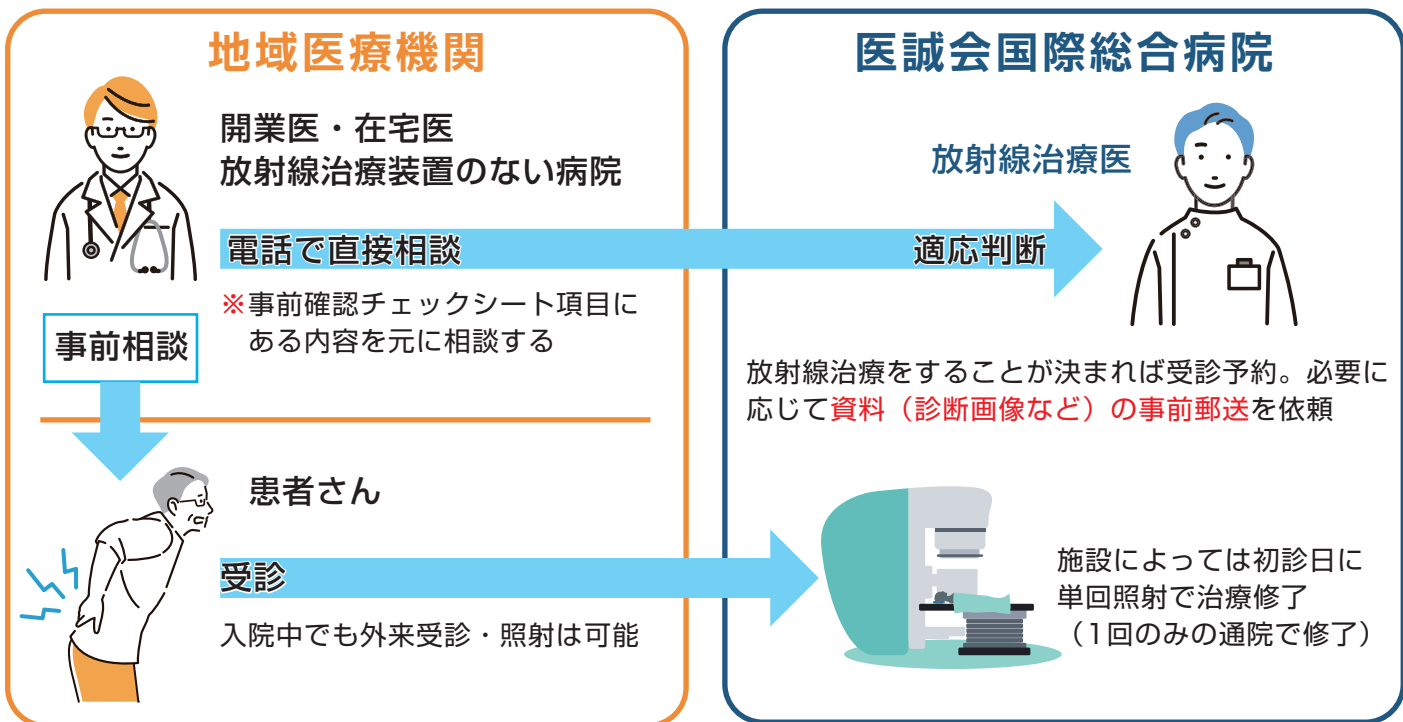 地域医療機関
開業医・在宅医
放射線治療装置のない病院
電話で直接相談
※事前確認チェックシート項目に
ある内容を元に相談する
事前相談
患者さん
受診
入院中でも外来受診・照射は可能
医誠会国際総合病院
放射線治療医
適応判断
放射線治療をすることが決まれば受診予約。必要に
応じて資料（診断画像など）の事前郵送を依頼
施設によっては初診日に
単回照射で治療修了
（1回のみの通院で修了）